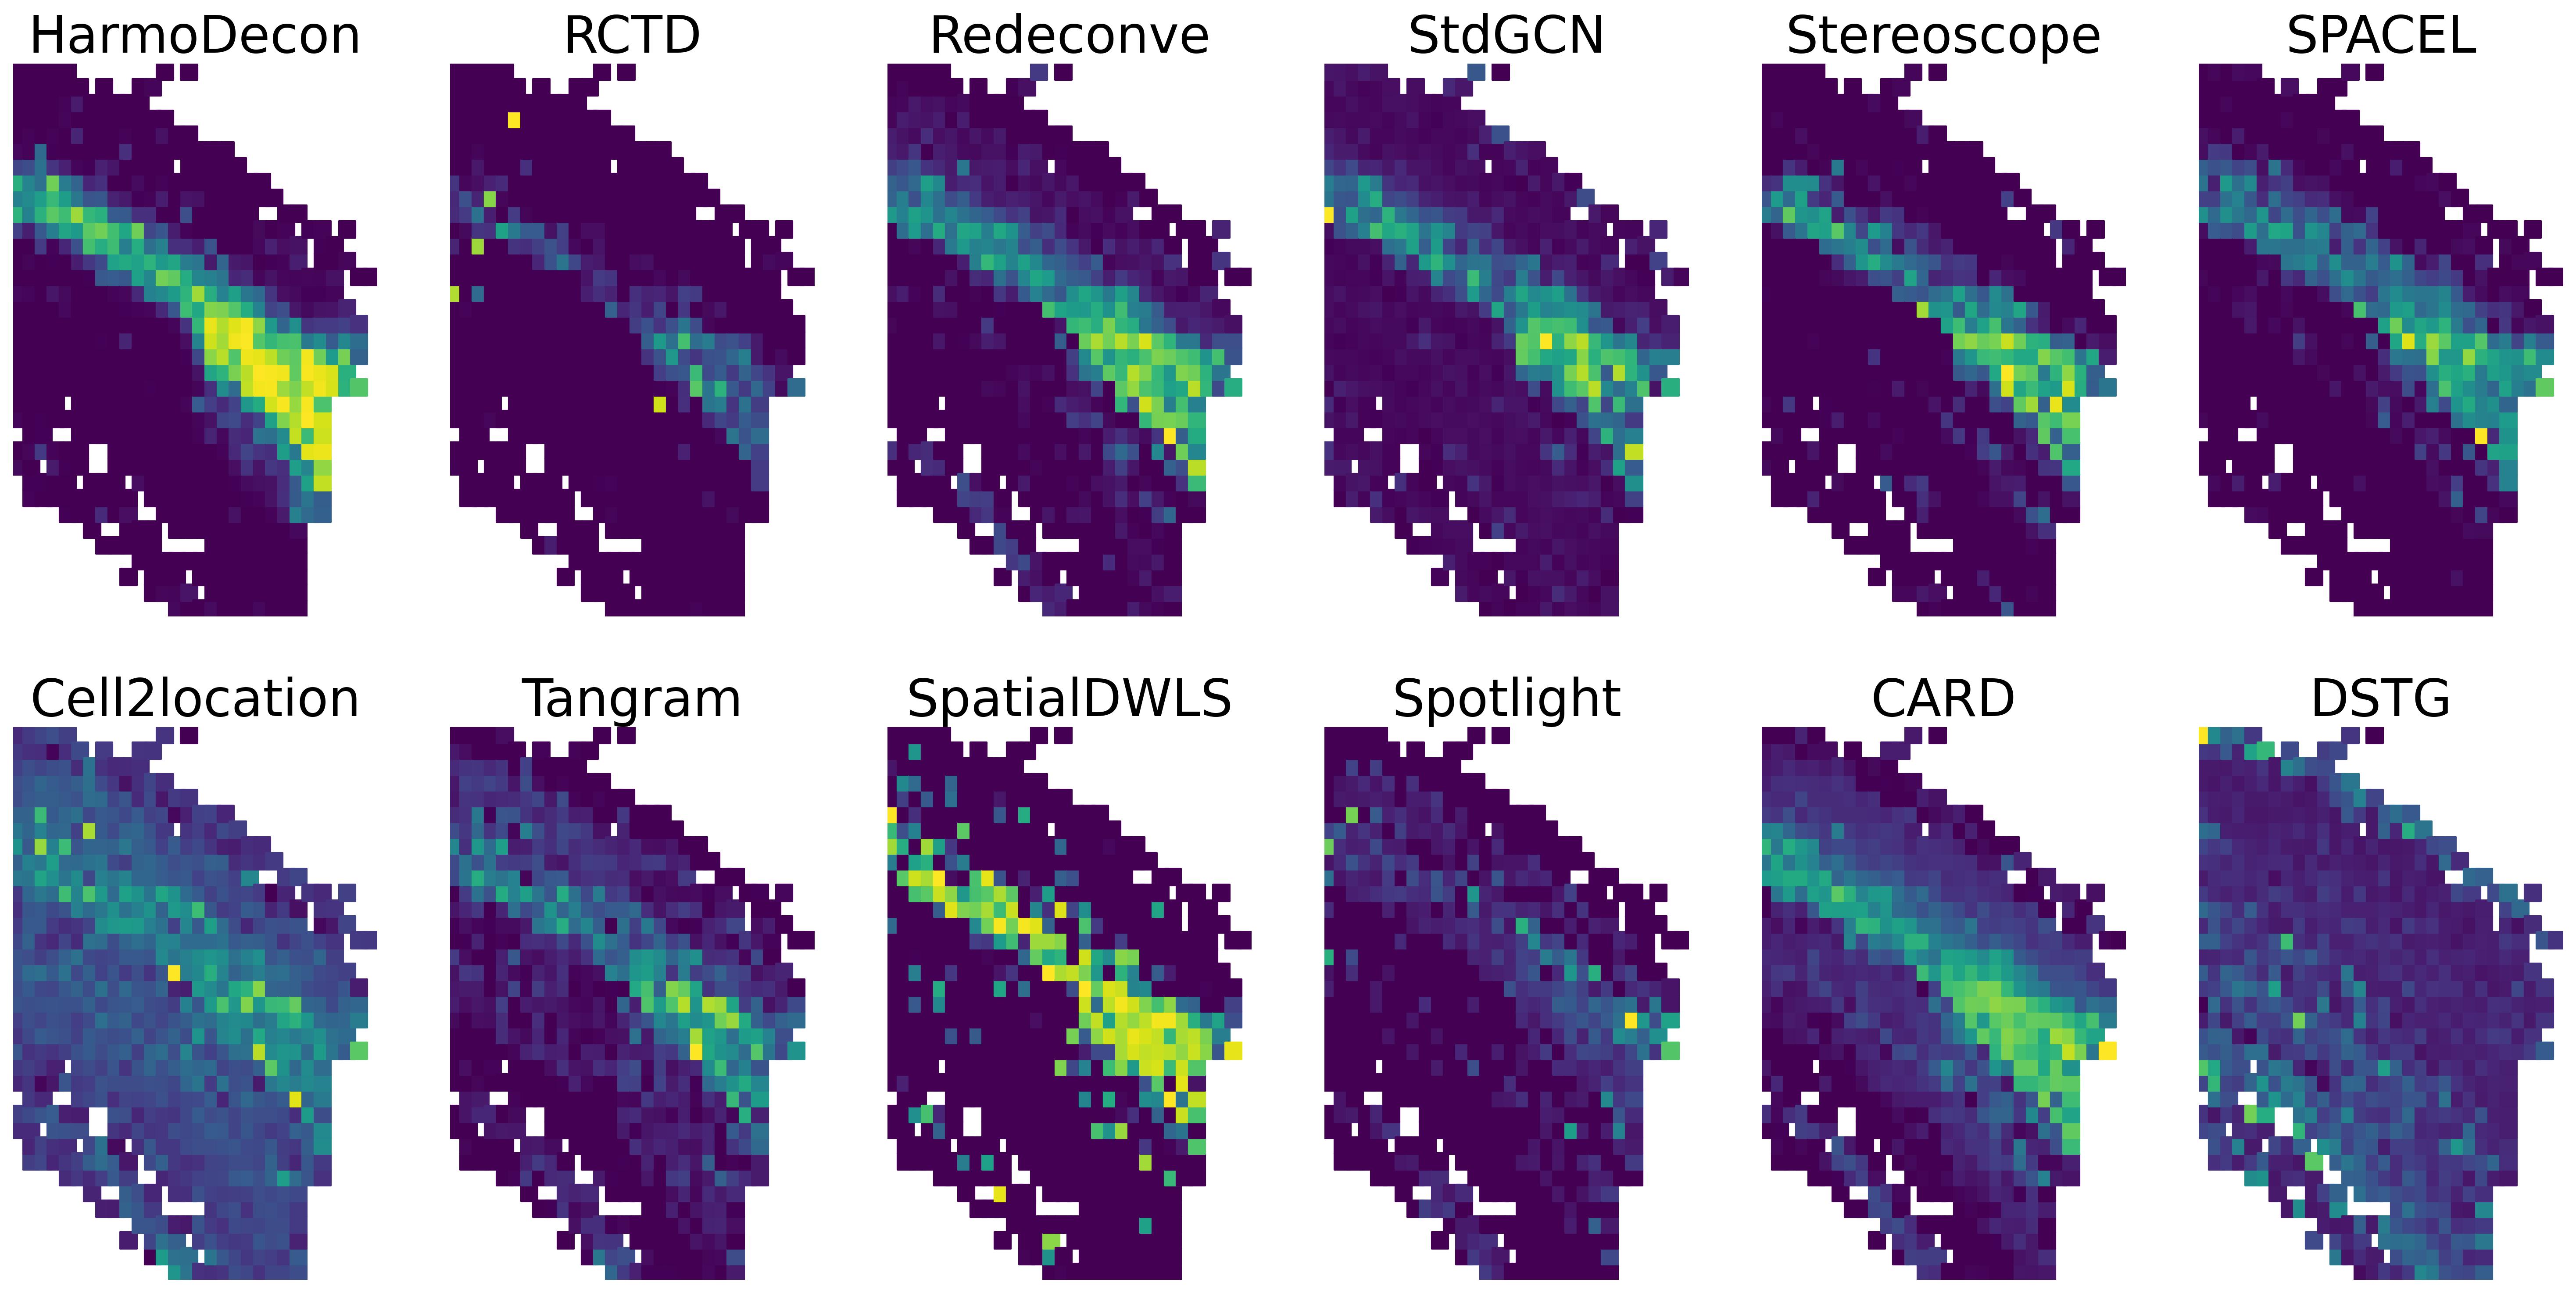 HarmoDecon RCTD Redeconve StdGCN Stereoscope SPACEL
Cell2location Tangram SpatialDWLS Spotlight CARD DSTG